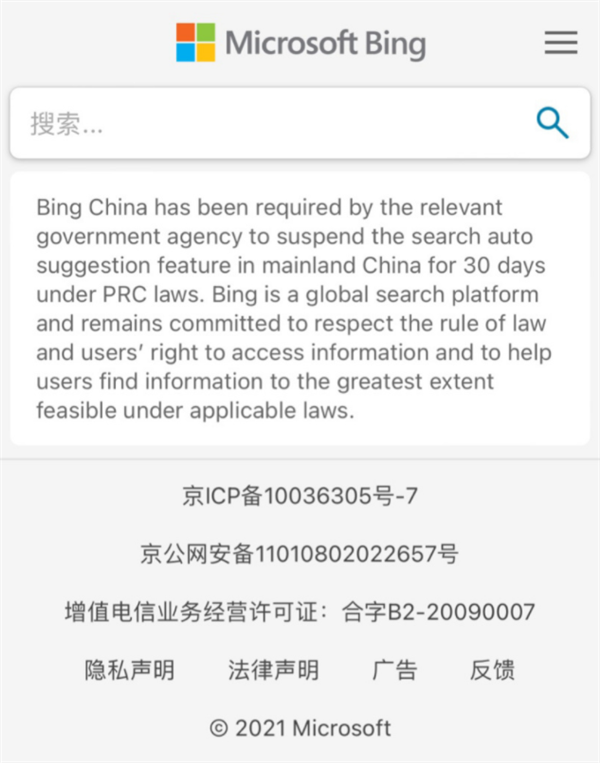 Microsoft Bing
搜索...
Bing China has been required by the relevant
government agency to suspend the search auto
suggestion feature in mainland China for 30 days
under PRC laws. Bing is a global search platform
and remains committed to respect the rule of law
and users’ right to access information and to help
users find information to the greatest extent
feasible under applicable laws.
京ICP备10036305号-7
京公网安备11010802022657号
增值电信业务经营许可证：合字B2-20090007
隐私声明 法律声明 广告 反馈
© 2021 Microsoft